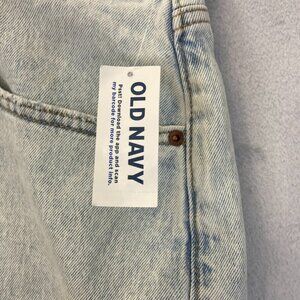 OLD NAVY
Psst! Download the app and scan
my barcode for more product info.